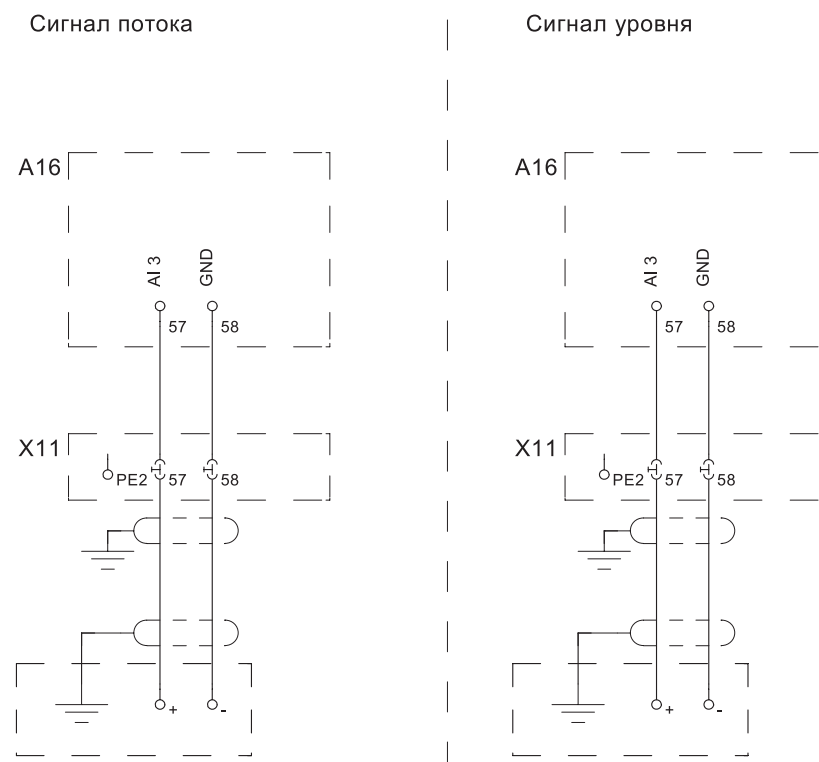 Сигнал потока
A16
AI 3
GND
57
58
X11
PE2
57
58
+
-
Сигнал уровня
A16
AI 3
GND
57
58
X11
PE2
57
58
+
-